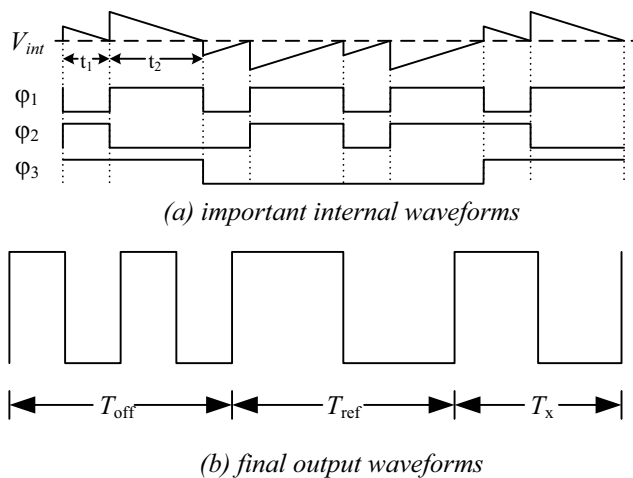 V_int
t₁ t₂
φ₁
φ₂
φ₃
(a) important internal waveforms
T_off T_ref T_x
(b) final output waveforms